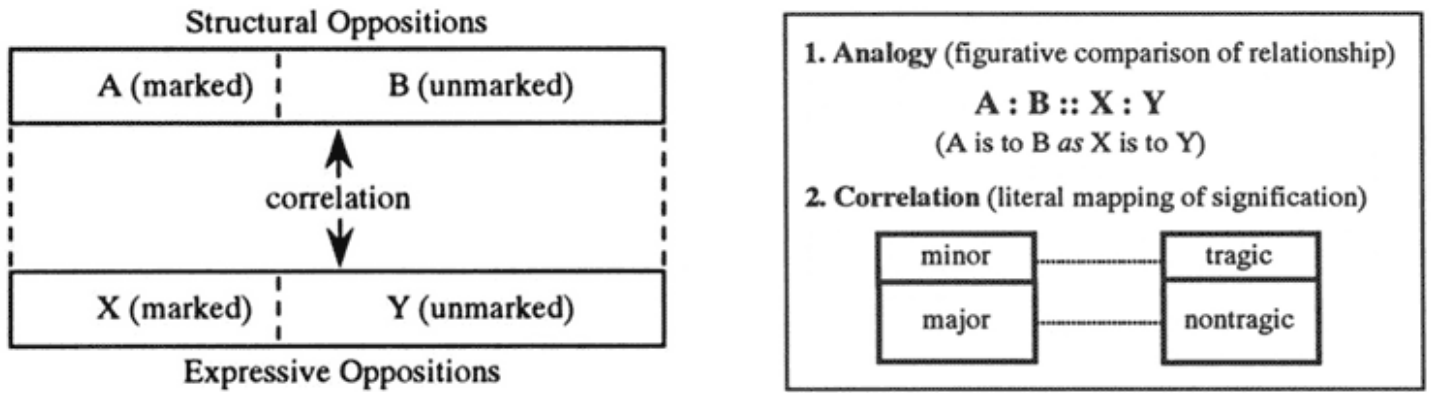 Structural Oppositions
A (marked)
B (unmarked)
correlation
X (marked)
Y (unmarked)
Expressive Oppositions
1. Analogy (figurative comparison of relationship)
A : B :: X : Y
(A is to B as X is to Y)
2. Correlation (literal mapping of signification)
minor
tragic
major
nontragic